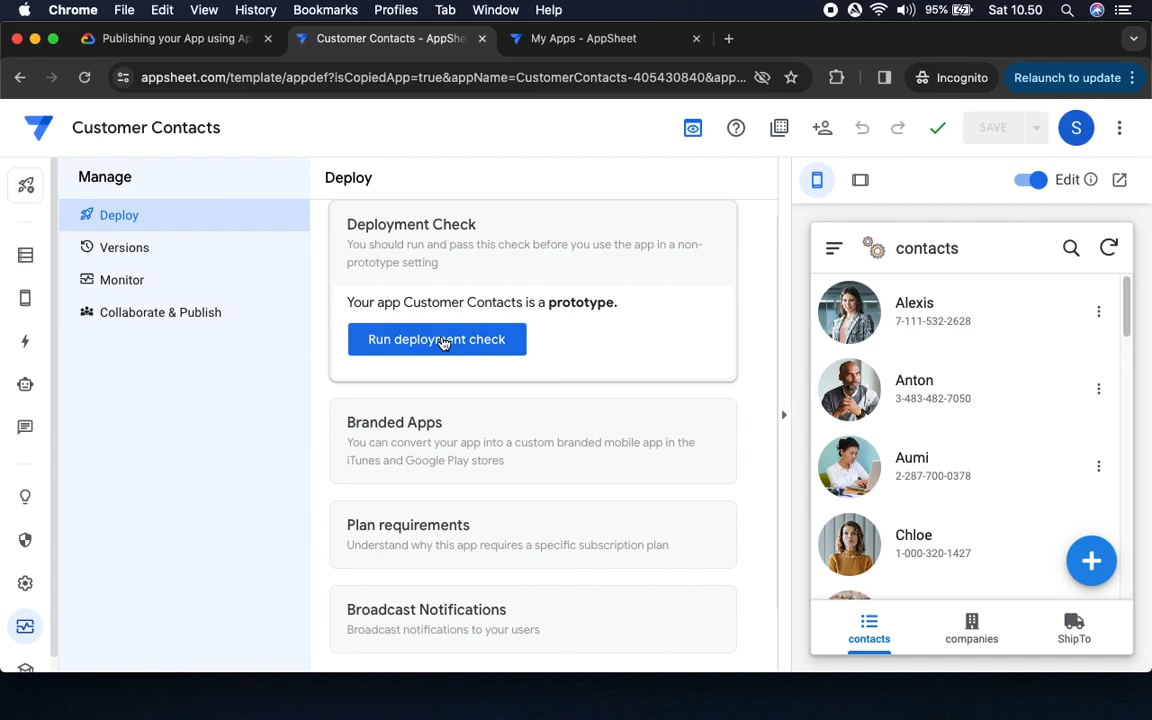 Chrome File Edit View History Bookmarks Profiles Tab Window Help 95% Sat 10.50
Publishing your App using Ap Customer Contacts - AppShe My Apps - AppSheet
appsheet.com/template/appdef?isCopiedApp=true&appName=CustomerContacts-405430840&app... Incognito Relaunch to update
Customer Contacts SAVE S
Manage
Deploy
Versions
Monitor
Collaborate & Publish
Deploy
Deployment Check
You should run and pass this check before you use the app in a non-
prototype setting
Your app Customer Contacts is a prototype.
Run deployment check
Branded Apps
You can convert your app into a custom branded mobile app in the
iTunes and Google Play stores
Plan requirements
Understand why this app requires a specific subscription plan
Broadcast Notifications
Broadcast notifications to your users
Edit
contacts
Alexis
7-111-532-2628
Anton
3-483-482-7050
Aumi
2-287-700-0378
Chloe
1-000-320-1427
contacts companies ShipTo